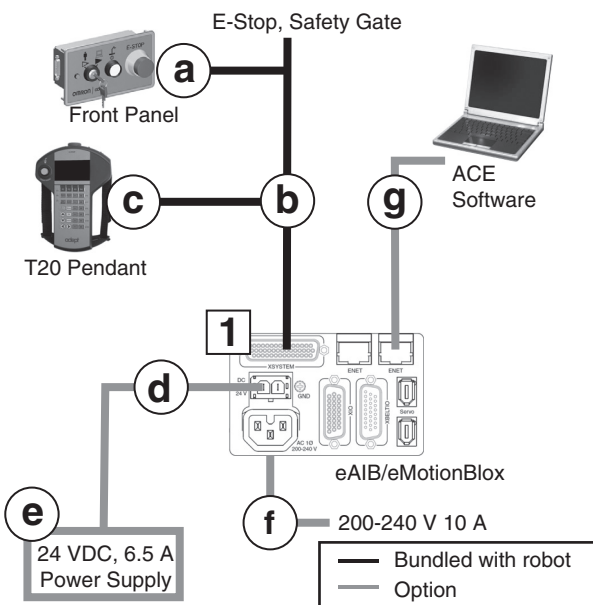 E-Stop, Safety Gate
E-STOP
a
Front Panel
ACE
Software
c
b
g
T20 Pendant
1
XSYSTEM
ENET
ENET
d
DC
24 V
GND
XIO
XBELTIO
Servo
AC 1Ø
200-240 V
eAIB/eMotionBlox
e
f
200-240 V 10 A
24 VDC, 6.5 A
Power Supply
Bundled with robot
Option